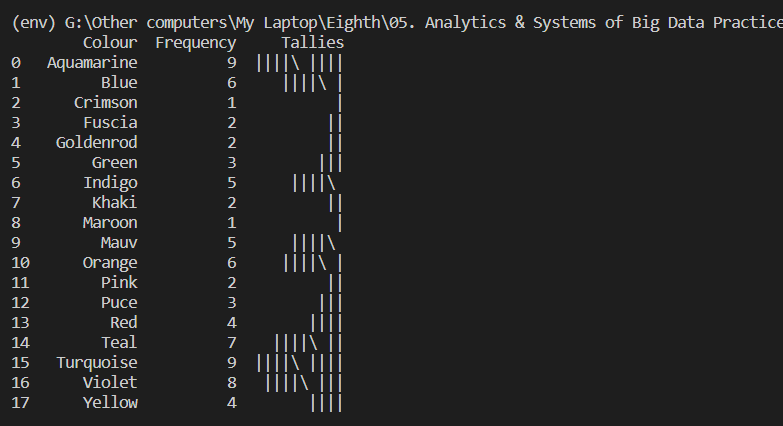 (env) G:\Other computers\My Laptop\Eighth\05. Analytics & Systems of Big Data Practice
Colour Frequency Tallies
0 Aquamarine 9 ||||\ ||||
1 Blue 6 ||||\ |
2 Crimson 1 |
3 Fuscia 2 ||
4 Goldenrod 2 ||
5 Green 3 |||
6 Indigo 5 ||||\
7 Khaki 2 ||
8 Maroon 1 |
9 Mauv 5 ||||\
10 Orange 6 ||||\ |
11 Pink 2 ||
12 Puce 3 |||
13 Red 4 ||||
14 Teal 7 ||||\ ||
15 Turquoise 9 ||||\ ||||
16 Violet 8 ||||\ |||
17 Yellow 4 ||||